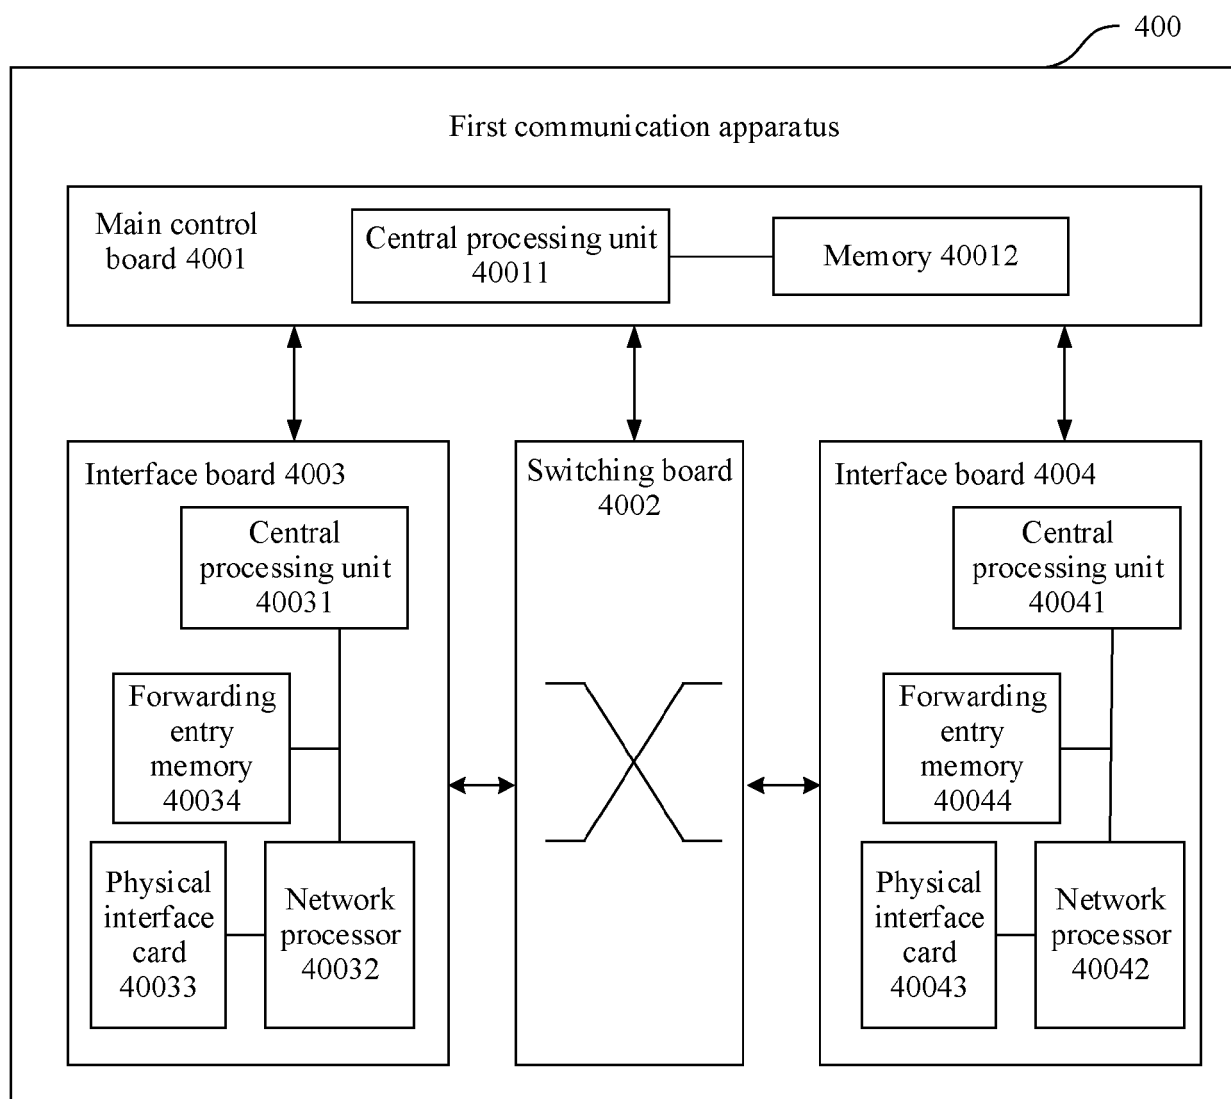 400
First communication apparatus
Main control
board 4001
Central processing unit
40011
Memory 40012
Interface board 4003
Central
processing unit
40031
Forwarding
entry
memory
40034
Physical
interface
card
40033
Network
processor
40032
Switching board
4002
Interface board 4004
Central
processing unit
40041
Forwarding
entry
memory
40044
Physical
interface
card
40043
Network
processor
40042